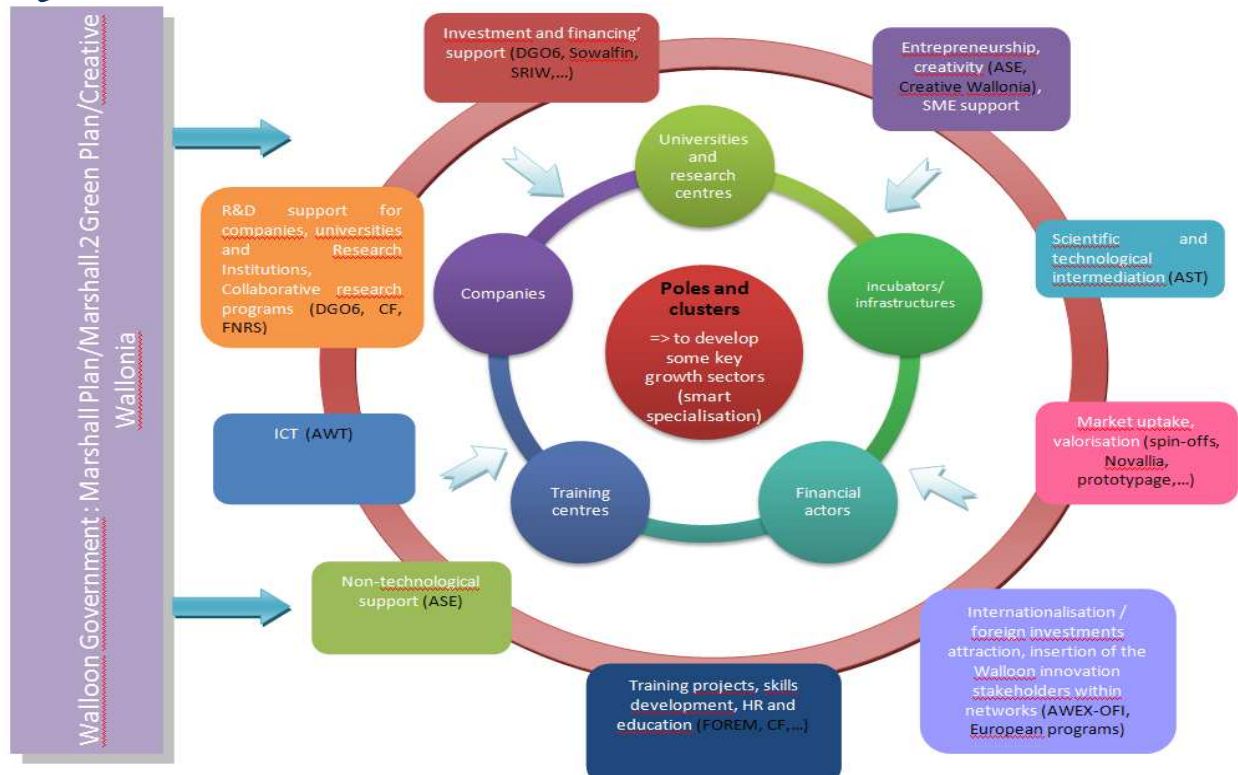 Walloon Government : Marshall Plan/Marshall.2 Green Plan/Creative
Wallonia
Investment and financing’
support (DGO6, Sowalfin,
SRIW,…)
Entrepreneurship,
creativity (ASE,
Creative Wallonia),
SME support
Universities
and
research
centres
R&D support for
companies, universities
and Research
Institutions,
Collaborative research
programs (DGO6, CF,
FNRS)
Scientific and
technological
intermediation (AST)
Companies
incubators/
infrastructures
Poles and
clusters
=> to develop
some key
growth sectors
(smart
specialisation)
ICT (AWT)
Market uptake,
valorisation (spin-offs,
Novallia,
prototypage,…)
Training
centres
Financial
actors
Non-technological
support (ASE)
Internationalisation /
foreign investments
attraction, insertion of the
Walloon innovation
stakeholders within
networks (AWEX-OFI,
European programs)
Training projects, skills
development, HR and
education (FOREM, CF,…)